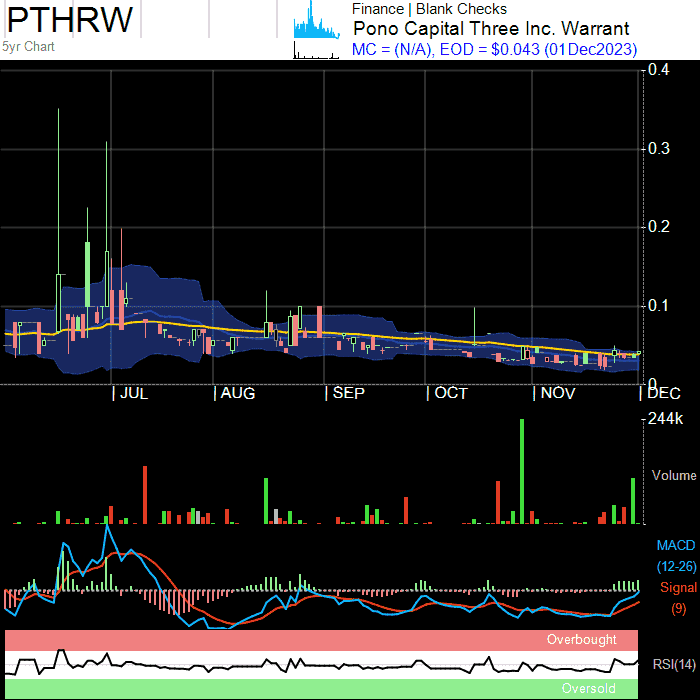 PTHRW
5yr Chart
Finance | Blank Checks
Pono Capital Three Inc. Warrant
MC = (N/A), EOD = $0.043 (01Dec2023)
0.4
0.3
0.2
0.1
0
JUL
AUG
SEP
OCT
NOV
DEC
244k
Volume
MACD
(12-26)
Signal
(9)
Overbought
RSI(14)
Oversold